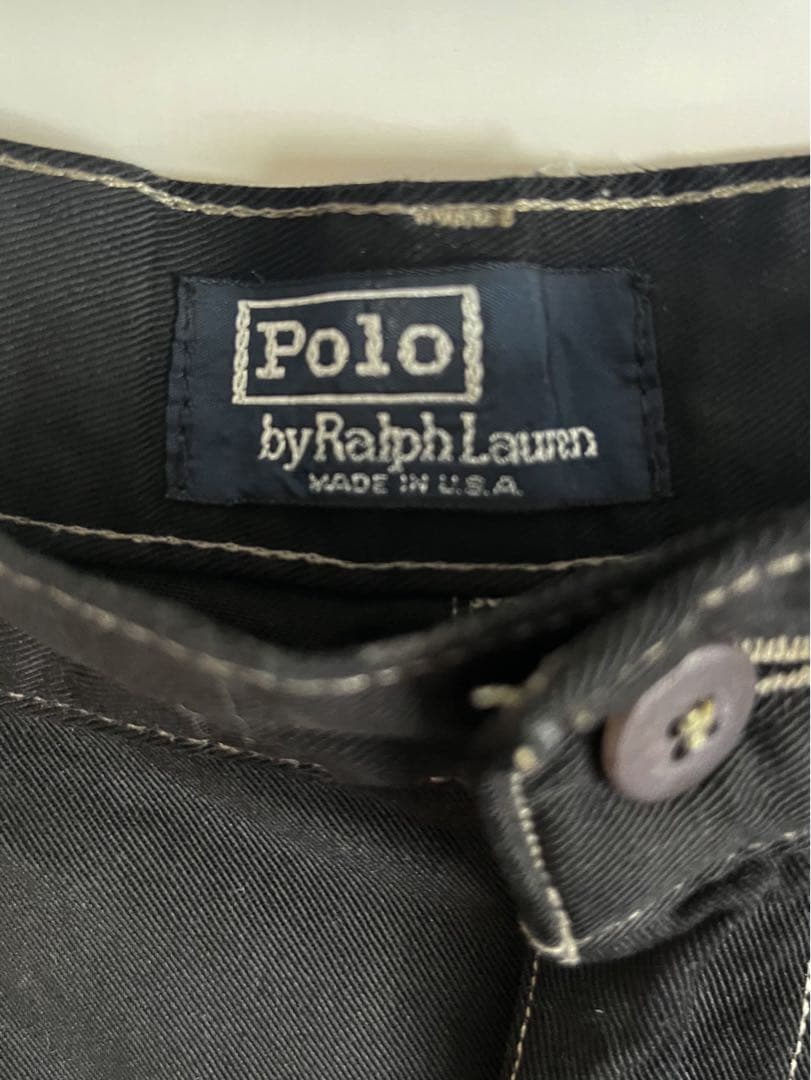 Polo
by Ralph Lauren
MADE IN U.S.A.